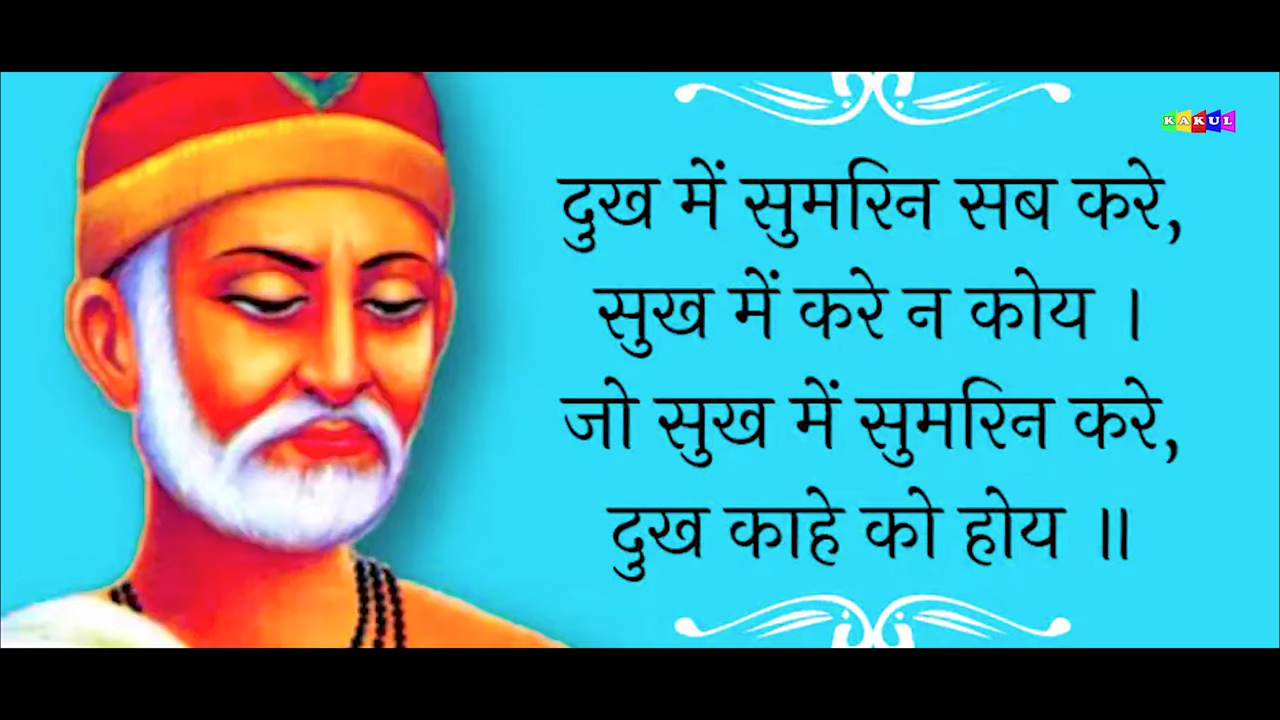 KAKUL
दुख में सुमरिन सब करे,
सुख में करे न कोय ।
जो सुख में सुमरिन करे,
दुख काहे को होय ॥